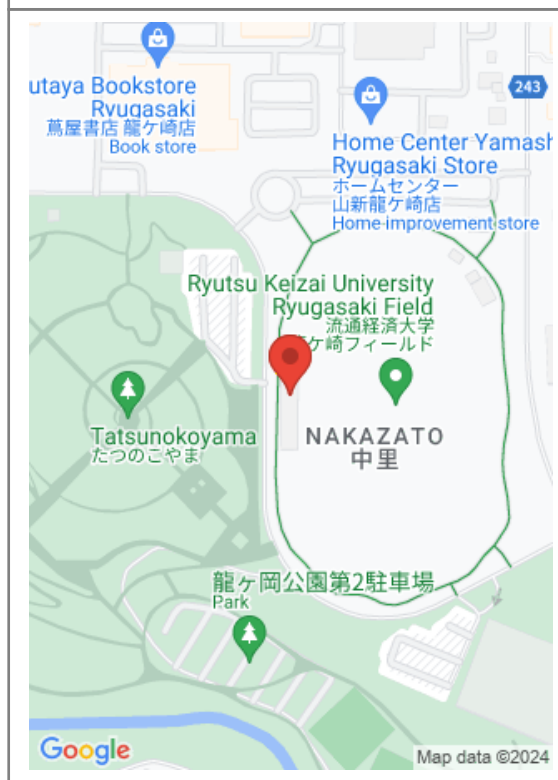 utaya Bookstore
Ryugasaki
蔦屋書店 龍ケ崎店
Book store
243
Home Center Yamash
Ryugasaki Store
ホームセンター
山新龍ケ崎店
Home improvement store
Ryutsu Keizai University
Ryugasaki Field
流通経済大学
ケ崎フィールド
Tatsunokoyama
たつのこやま
NAKAZATO
中里
龍ヶ岡公園第2駐車場
Park
Google
Map data ©2024